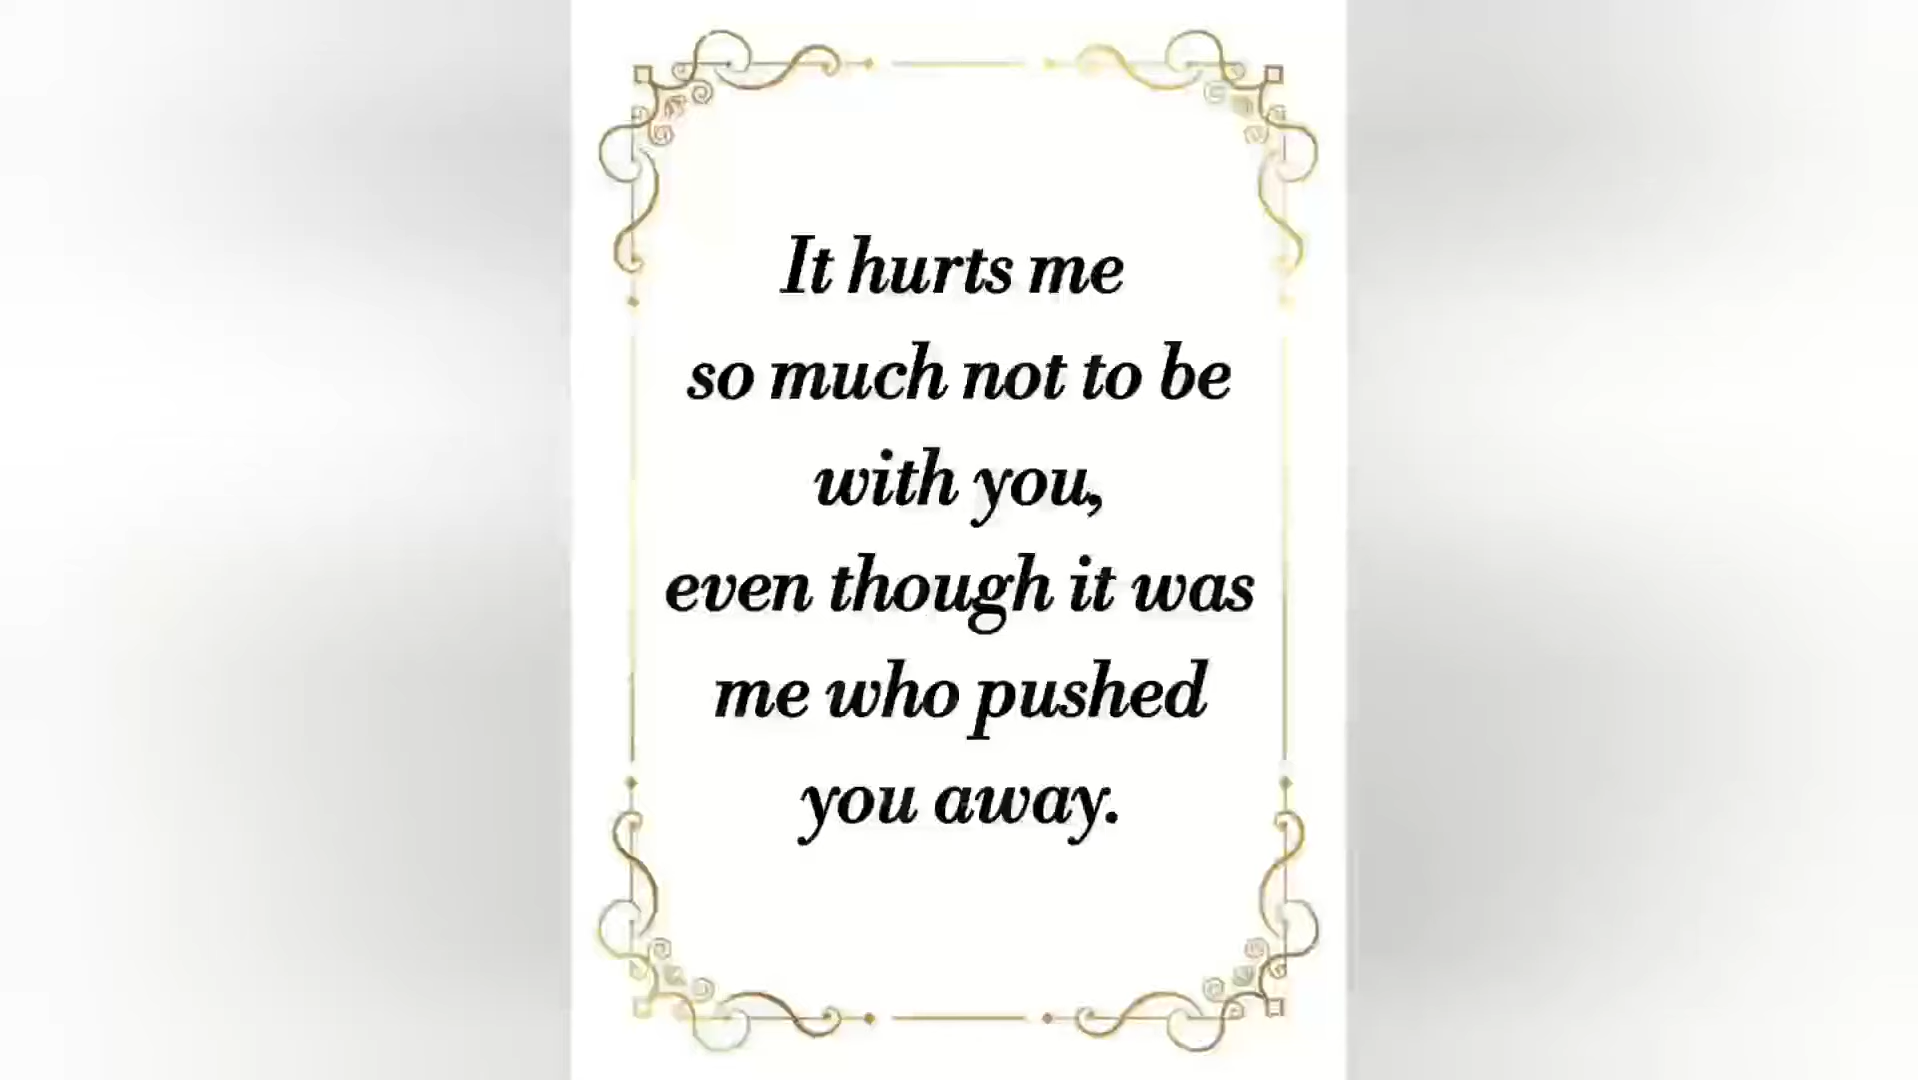 It hurts me
so much not to be
with you,
even though it was
me who pushed
you away.